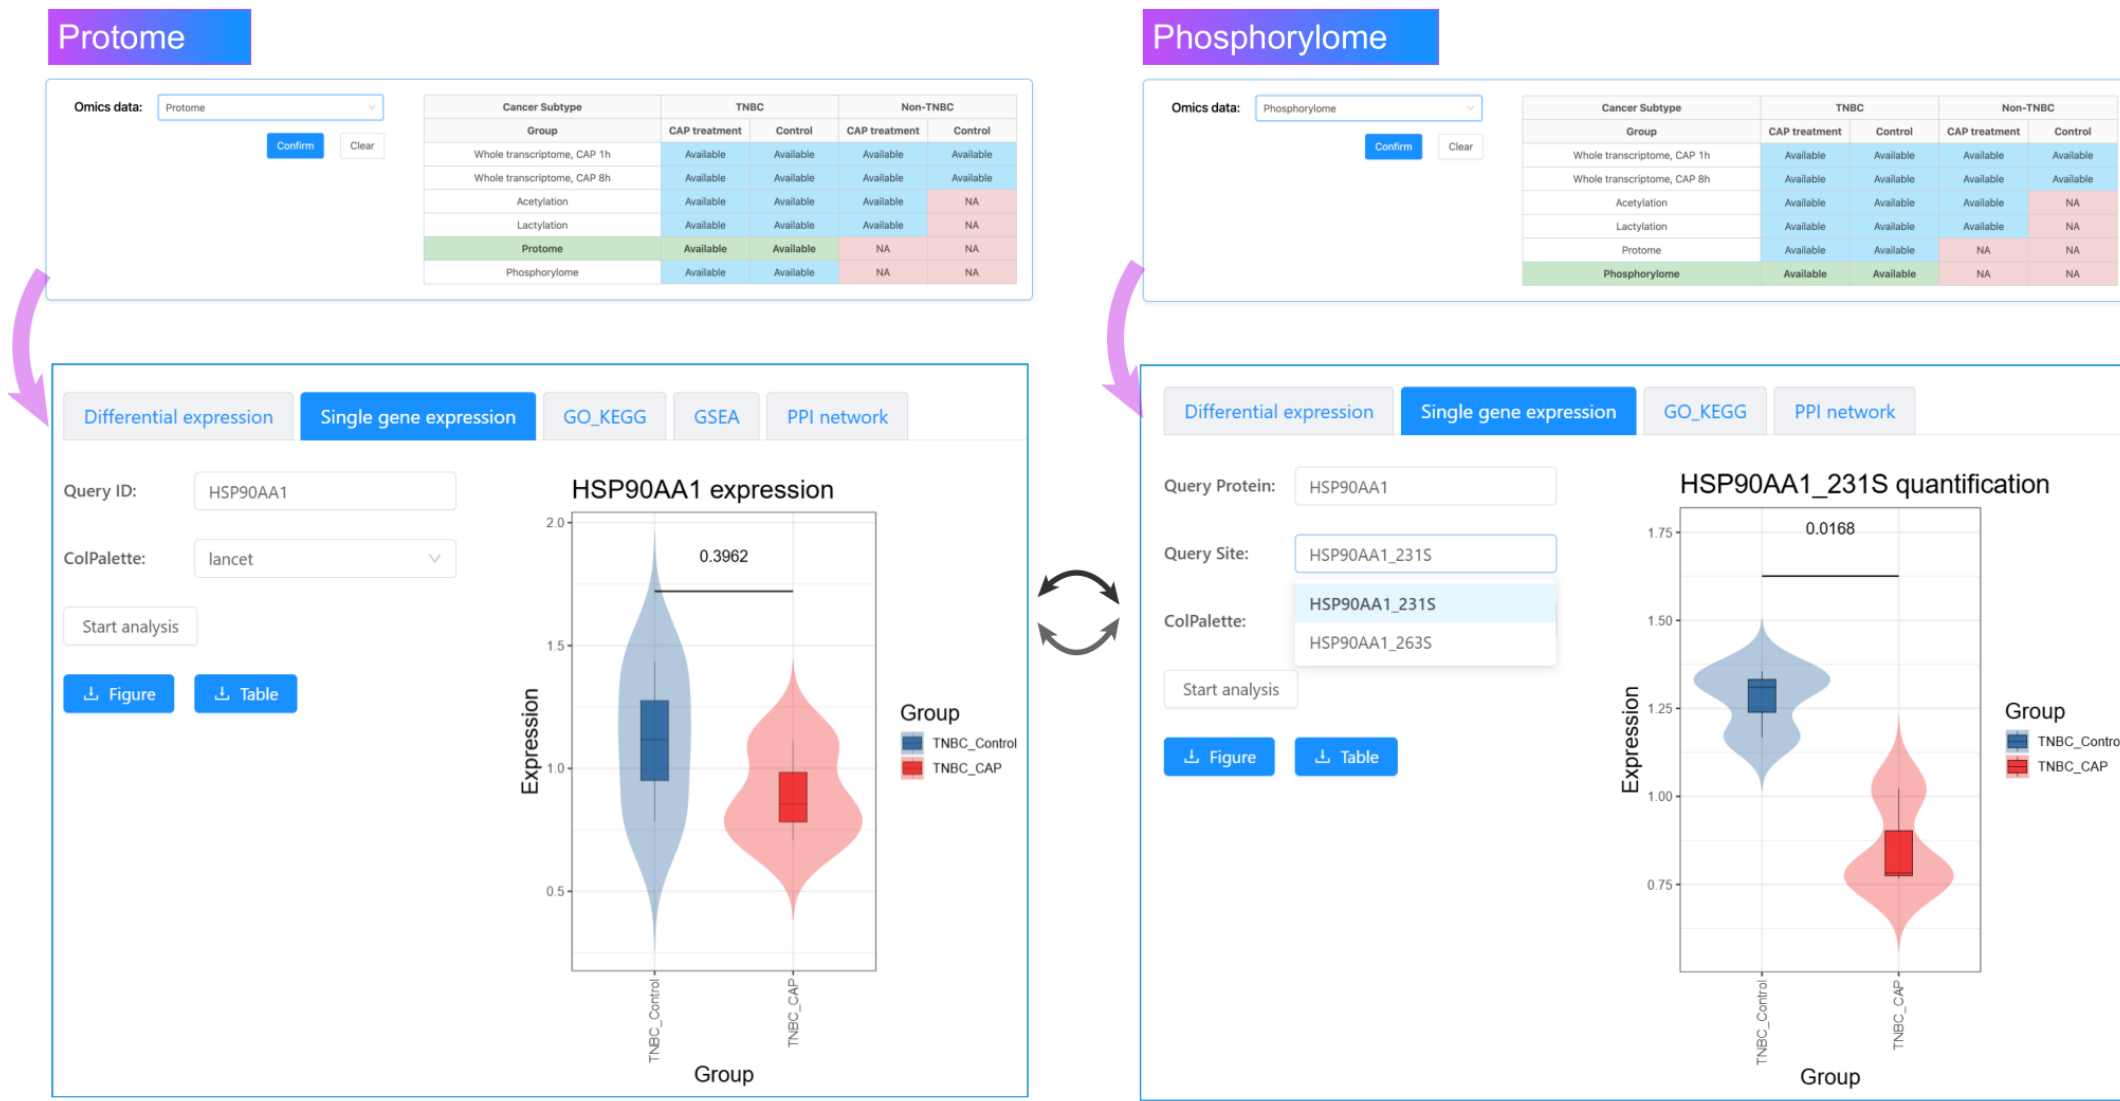 Protome
Omics data: Protome
Confirm Clear
Cancer Subtype TNBC Non-TNBC
Group CAP treatment Control CAP treatment Control
Whole transcriptome, CAP 1h Available Available Available Available
Whole transcriptome, CAP 8h Available Available Available Available
Acetylation Available Available Available NA
Lactylation Available Available Available NA
Protome Available Available NA NA
Phosphorylome Available Available NA NA
Differential expression Single gene expression GO_KEGG GSEA PPI network
Query ID: HSP90AA1
ColPalette: lancet
Start analysis
Figure Table
HSP90AA1 expression
0.3962
2.0
1.5
1.0
0.5
Expression
TNBC_Control
TNBC_CAP
Group
Group
TNBC_Control
TNBC_CAP
Phosphorylome
Omics data: Phosphorylome
Confirm Clear
Cancer Subtype TNBC Non-TNBC
Group CAP treatment Control CAP treatment Control
Whole transcriptome, CAP 1h Available Available Available Available
Whole transcriptome, CAP 8h Available Available Available Available
Acetylation Available Available Available NA
Lactylation Available Available Available NA
Protome Available Available NA NA
Phosphorylome Available Available NA NA
Differential expression Single gene expression GO_KEGG PPI network
Query Protein: HSP90AA1
Query Site: HSP90AA1_231S
HSP90AA1_231S
HSP90AA1_263S
ColPalette:
Start analysis
Figure Table
HSP90AA1_231S quantification
0.0168
1.75
1.50
1.25
1.00
0.75
Expression
TNBC_Control
TNBC_CAP
Group
Group
TNBC_Contro
TNBC_CAP